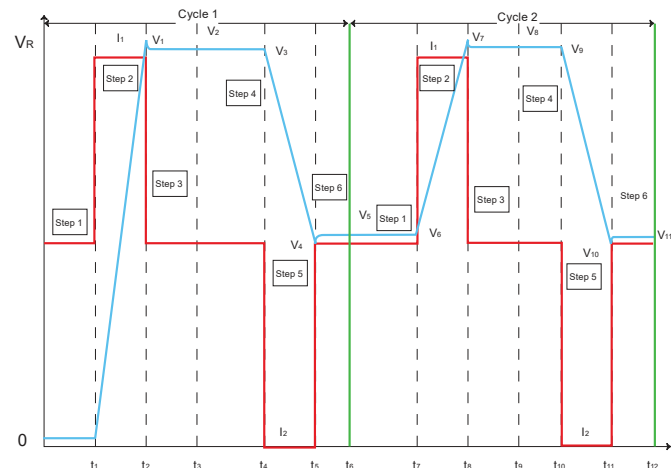 Cycle 1
Cycle 2
VR
I1
V1
V2
V3
Step 2
Step 4
Step 3
Step 6
Step 1
V4
Step 5
I2
V5
Step 1
V6
I1
V7
V8
V9
Step 2
Step 4
Step 3
Step 6
V10
V11
Step 5
I2
0
t1 t2 t3 t4 t5 t6 t7 t8 t9 t10 t11 t12